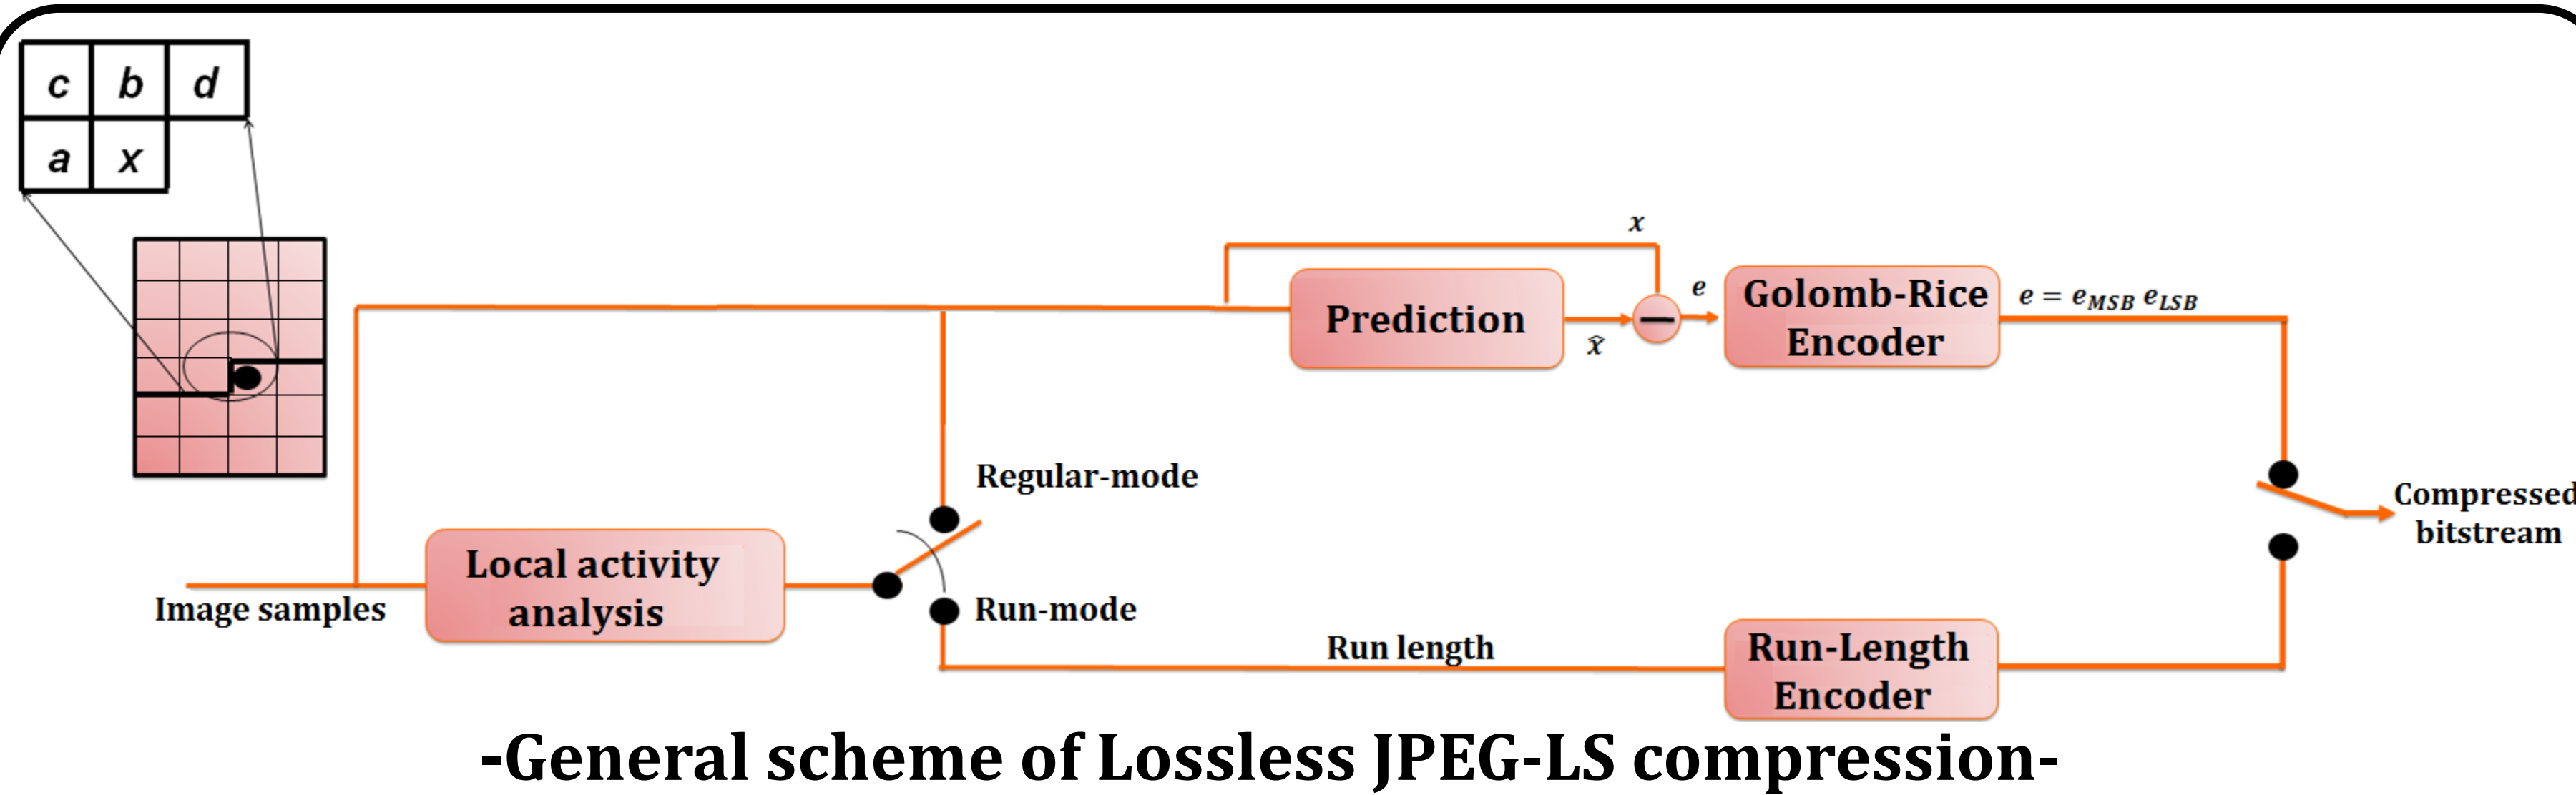 c b d
a x
x
Prediction
x̂
e
Golomb-Rice
Encoder
e = e_MSB e_LSB
Regular-mode
Compressed
bitstream
Local activity
analysis
Image samples
Run-mode
Run length
Run-Length
Encoder
-General scheme of Lossless JPEG-LS compression-